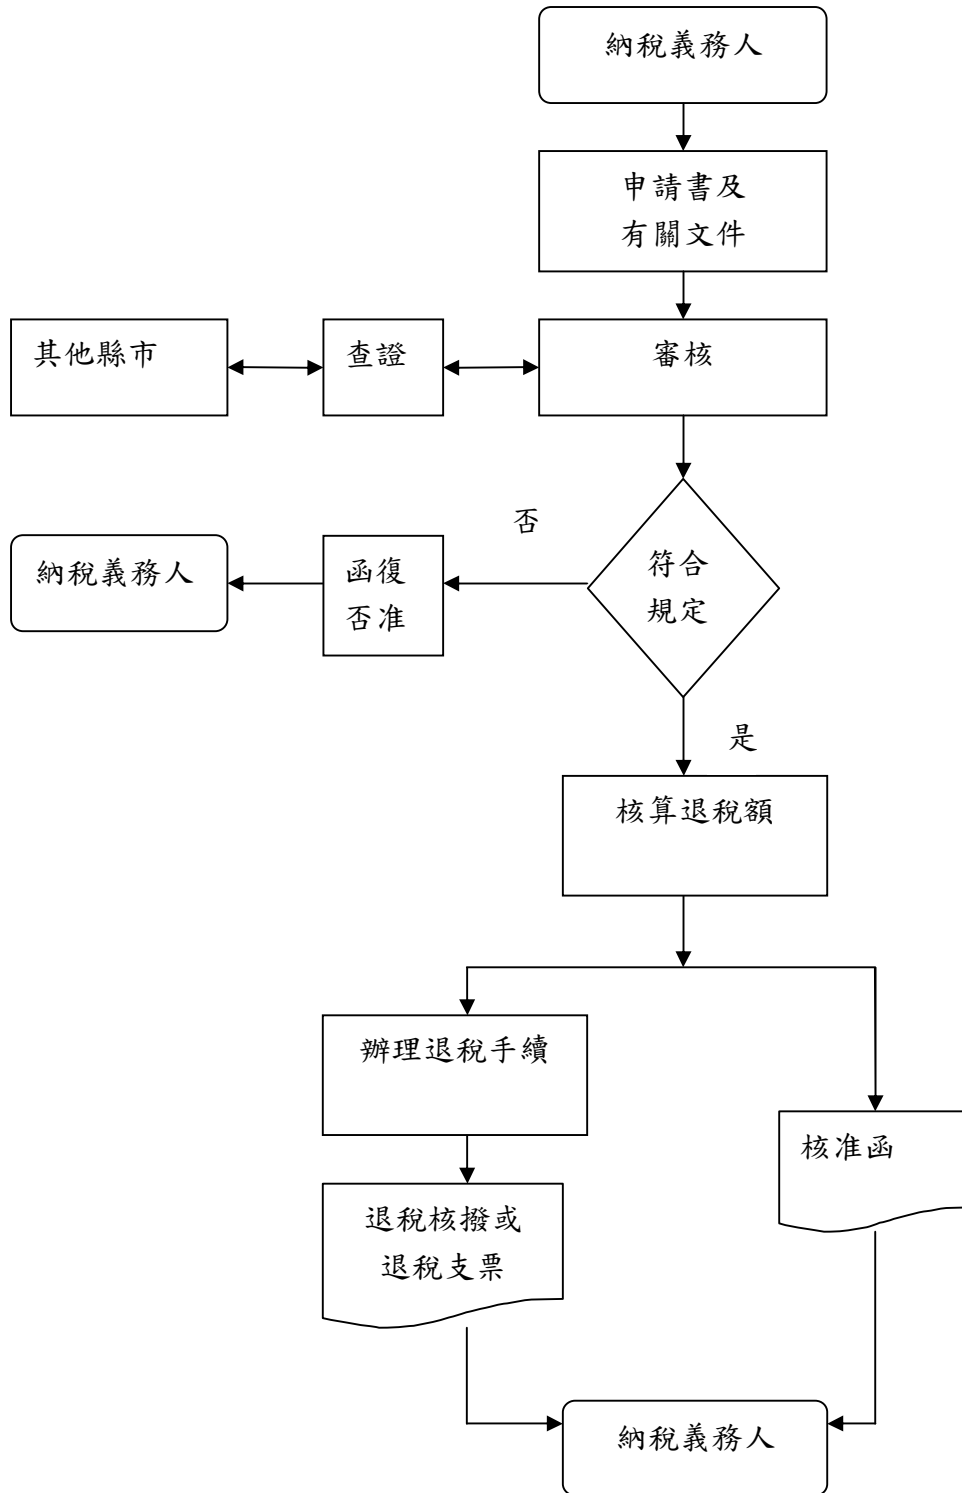 納稅義務人
申請書及
有關文件
其他縣市
查證
審核
否
納稅義務人
函復
否准
符合
規定
是
核算退稅額
辦理退稅手續
核准函
退稅核撥或
退稅支票
納稅義務人